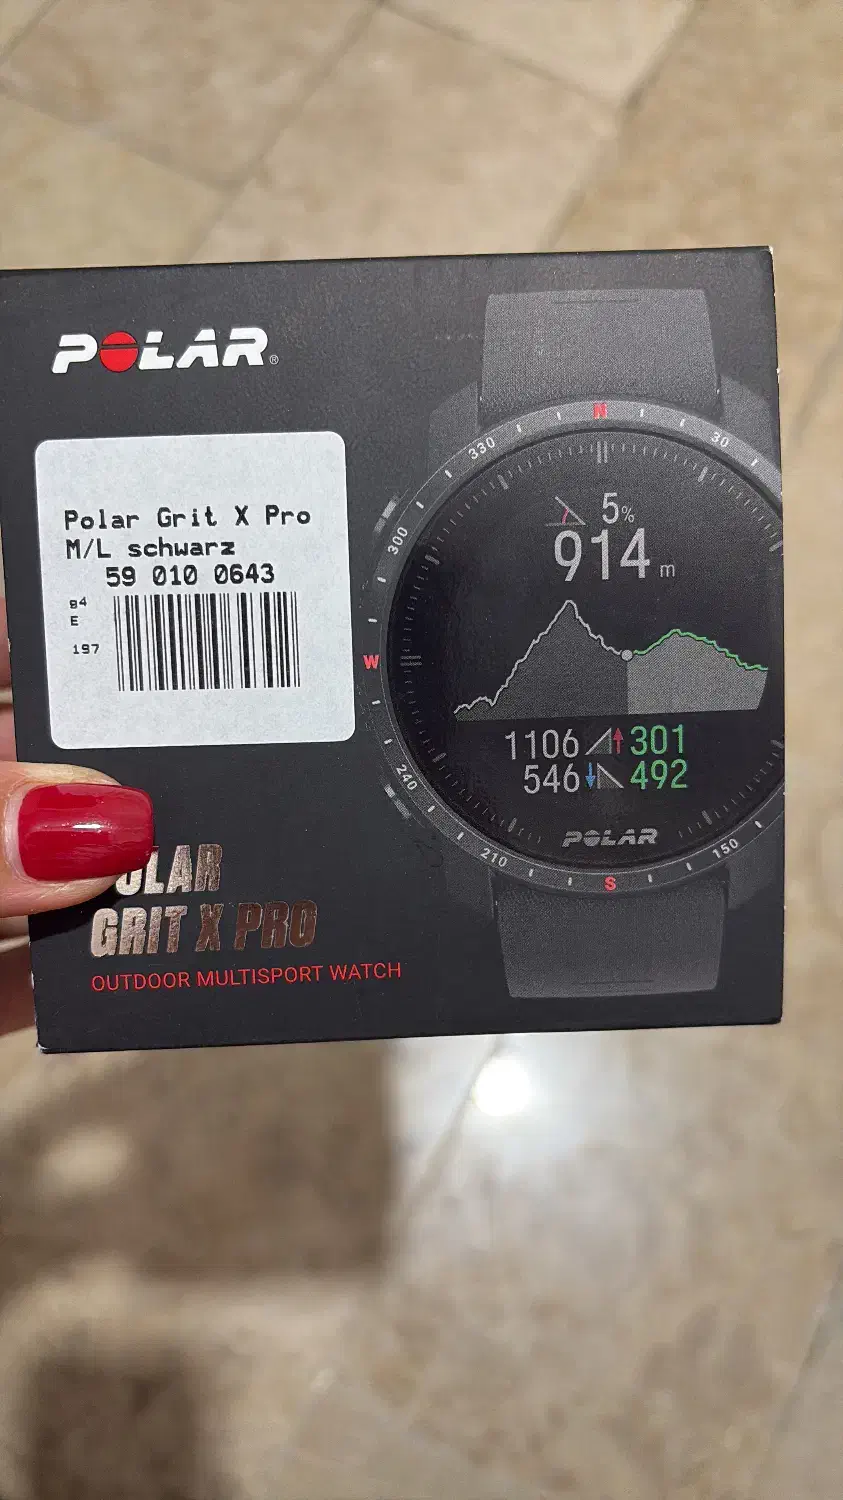 POLAR®
Polar Grit X Pro
M/L schwarz
59 010 0643
E
197
N
30
330
300
W
240
210
S
150
5%
914 m
1106 301
546 492
POLAR
POLAR
GRIT X PRO
OUTDOOR MULTISPORT WATCH